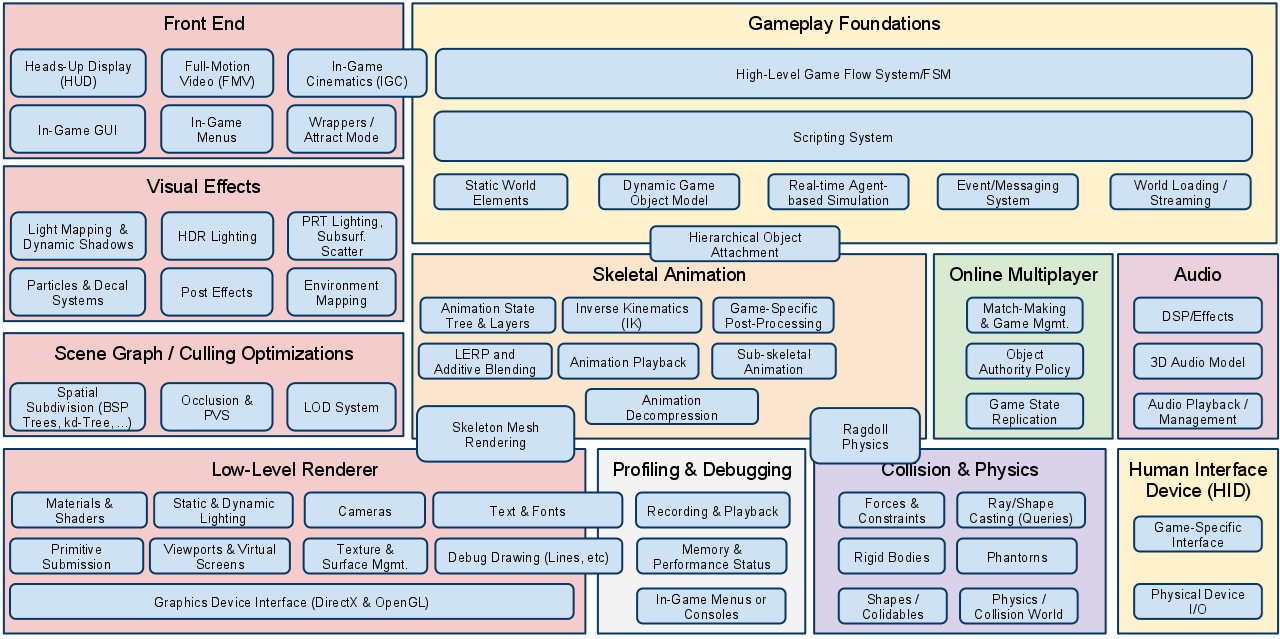 Front End
Heads-Up Display
(HUD)
Full-Motion
Video (FMV)
In-Game
Cinematics (IGC)
In-Game GUI
In-Game
Menus
Wrappers /
Attract Mode
Gameplay Foundations
High-Level Game Flow System/FSM
Scripting System
Static World
Elements
Dynamic Game
Object Model
Real-time Agent-
based Simulation
Event/Messaging
System
World Loading /
Streaming
Hierarchical Object
Attachment
Visual Effects
Light Mapping &
Dynamic Shadows
HDR Lighting
PRT Lighting,
Subsurf.
Scatter
Particles & Decal
Systems
Post Effects
Environment
Mapping
Skeletal Animation
Animation State
Tree & Layers
Inverse Kinematics
(IK)
Game-Specific
Post-Processing
LERP and
Additive Blending
Animation Playback
Sub-skeletal
Animation
Animation
Decompression
Skeleton Mesh
Rendering
Ragdoll
Physics
Online Multiplayer
Match-Making
& Game Mgmt.
Object
Authority Policy
Game State
Replication
Audio
DSP/Effects
3D Audio Model
Audio Playback /
Management
Scene Graph / Culling Optimizations
Spatial
Subdivision (BSP
Trees, kd-Tree, ...)
Occlusion &
PVS
LOD System
Low-Level Renderer
Materials &
Shaders
Static & Dynamic
Lighting
Cameras
Text & Fonts
Primitive
Submission
Viewports & Virtual
Screens
Texture &
Surface Mgmt.
Debug Drawing (Lines, etc)
Graphics Device Interface (DirectX & OpenGL)
Profiling & Debugging
Recording & Playback
Memory &
Performance Status
In-Game Menus or
Consoles
Collision & Physics
Forces &
Constraints
Ray/Shape
Casting (Queries)
Rigid Bodies
Phantorns
Shapes /
Colidables
Physics /
Collision World
Human Interface
Device (HID)
Game-Specific
Interface
Physical Device
I/O